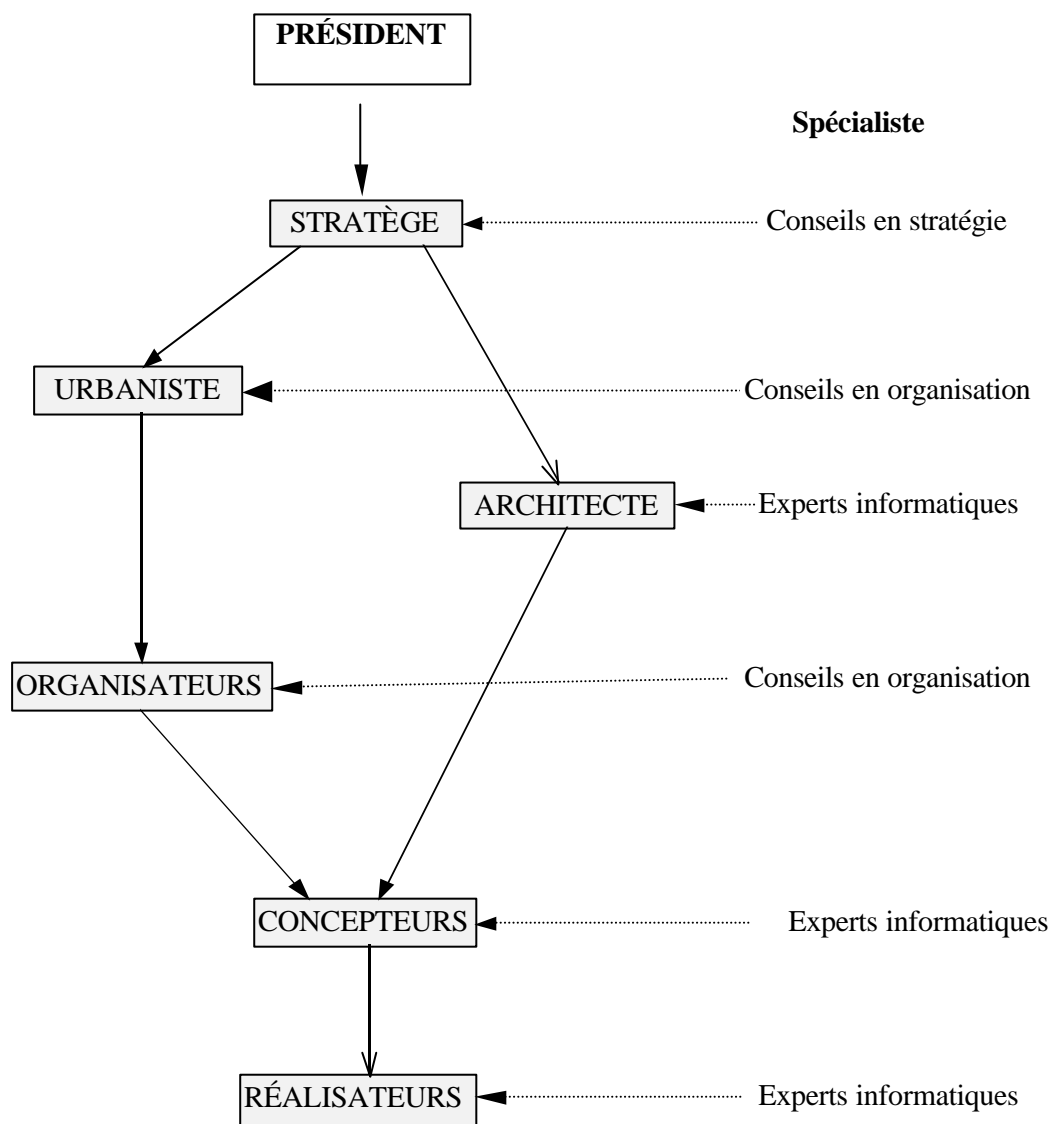 PRÉSIDENT
Spécialiste
STRATÈGE
Conseils en stratégie
URBANISTE
Conseils en organisation
ARCHITECTE
Experts informatiques
ORGANISATEURS
Conseils en organisation
CONCEPTEURS
Experts informatiques
RÉALISATEURS
Experts informatiques